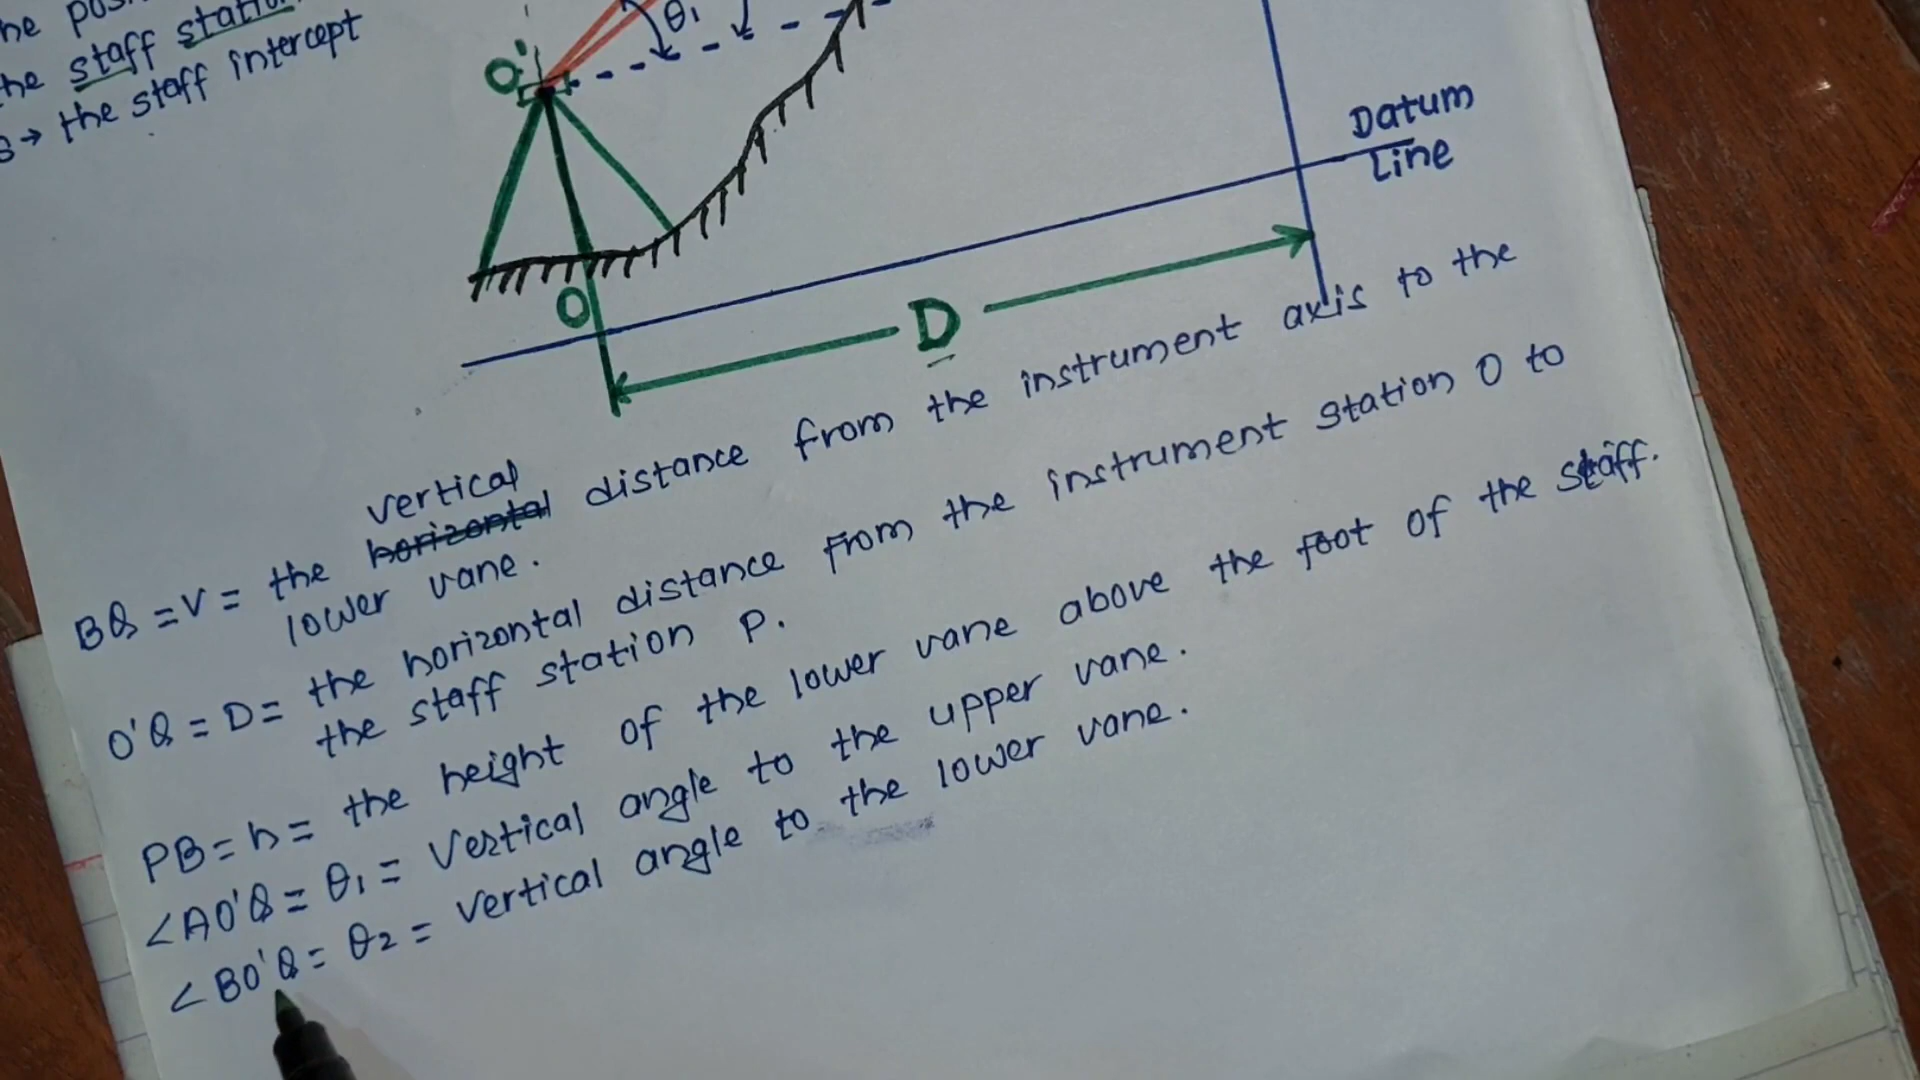 the staff station
→ the staff intercept
O'
θ₁
Datum
Line
O
D
vertical
BQ = V = the horizontal distance from the instrument axis to the
lower vane.
O'Q = D = the horizontal distance from the instrument station O to
the staff station P.
PB = h = the height of the lower vane above the foot of the staff.
∠AO'Q = θ₁ = Vertical angle to the upper vane.
∠BO'Q = θ₂ = Vertical angle to the lower vane.